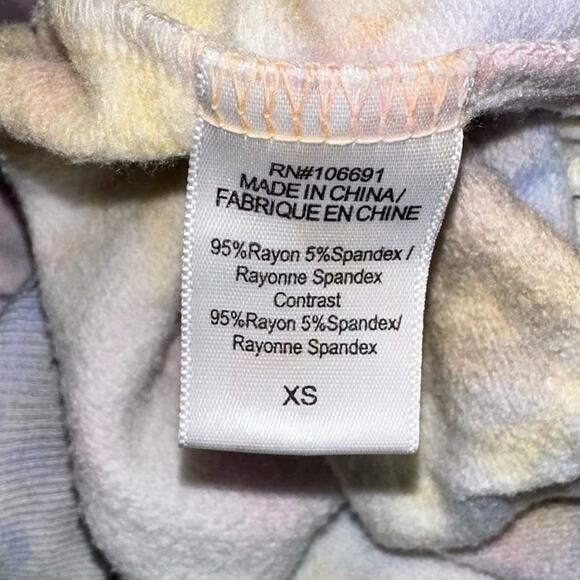 RN#106691
MADE IN CHINA/
FABRIQUE EN CHINE
95%Rayon 5%Spandex /
Rayonne Spandex
Contrast
95%Rayon 5%Spandex/
Rayonne Spandex
XS